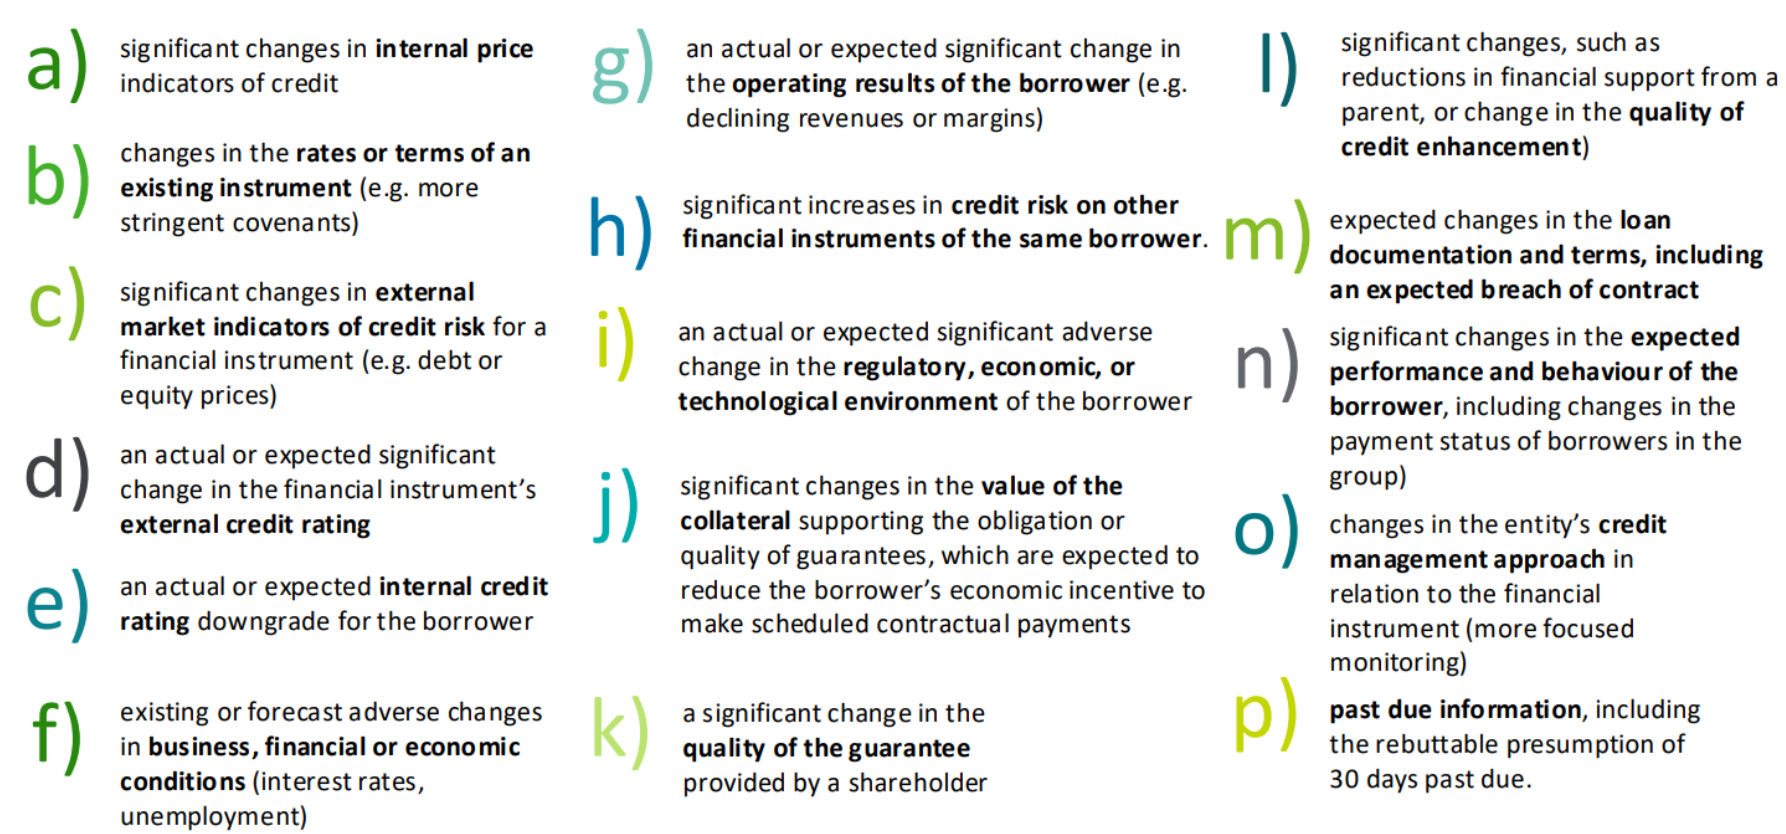 a) significant changes in internal price
indicators of credit
b) changes in the rates or terms of an
existing instrument (e.g. more
stringent covenants)
c) significant changes in external
market indicators of credit risk for a
financial instrument (e.g. debt or
equity prices)
d) an actual or expected significant
change in the financial instrument's
external credit rating
e) an actual or expected internal credit
rating downgrade for the borrower
f) existing or forecast adverse changes
in business, financial or economic
conditions (interest rates,
unemployment)
g) an actual or expected significant change in
the operating results of the borrower (e.g.
declining revenues or margins)
h) significant increases in credit risk on other
financial instruments of the same borrower.
i) an actual or expected significant adverse
change in the regulatory, economic, or
technological environment of the borrower
j) significant changes in the value of the
collateral supporting the obligation or
quality of guarantees, which are expected to
reduce the borrower's economic incentive to
make scheduled contractual payments
k) a significant change in the
quality of the guarantee
provided by a shareholder
l) significant changes, such as
reductions in financial support from a
parent, or change in the quality of
credit enhancement)
m) expected changes in the loan
documentation and terms, including
an expected breach of contract
n) significant changes in the expected
performance and behaviour of the
borrower, including changes in the
payment status of borrowers in the
group)
o) changes in the entity's credit
management approach in
relation to the financial
instrument (more focused
monitoring)
p) past due information, including
the rebuttable presumption of
30 days past due.